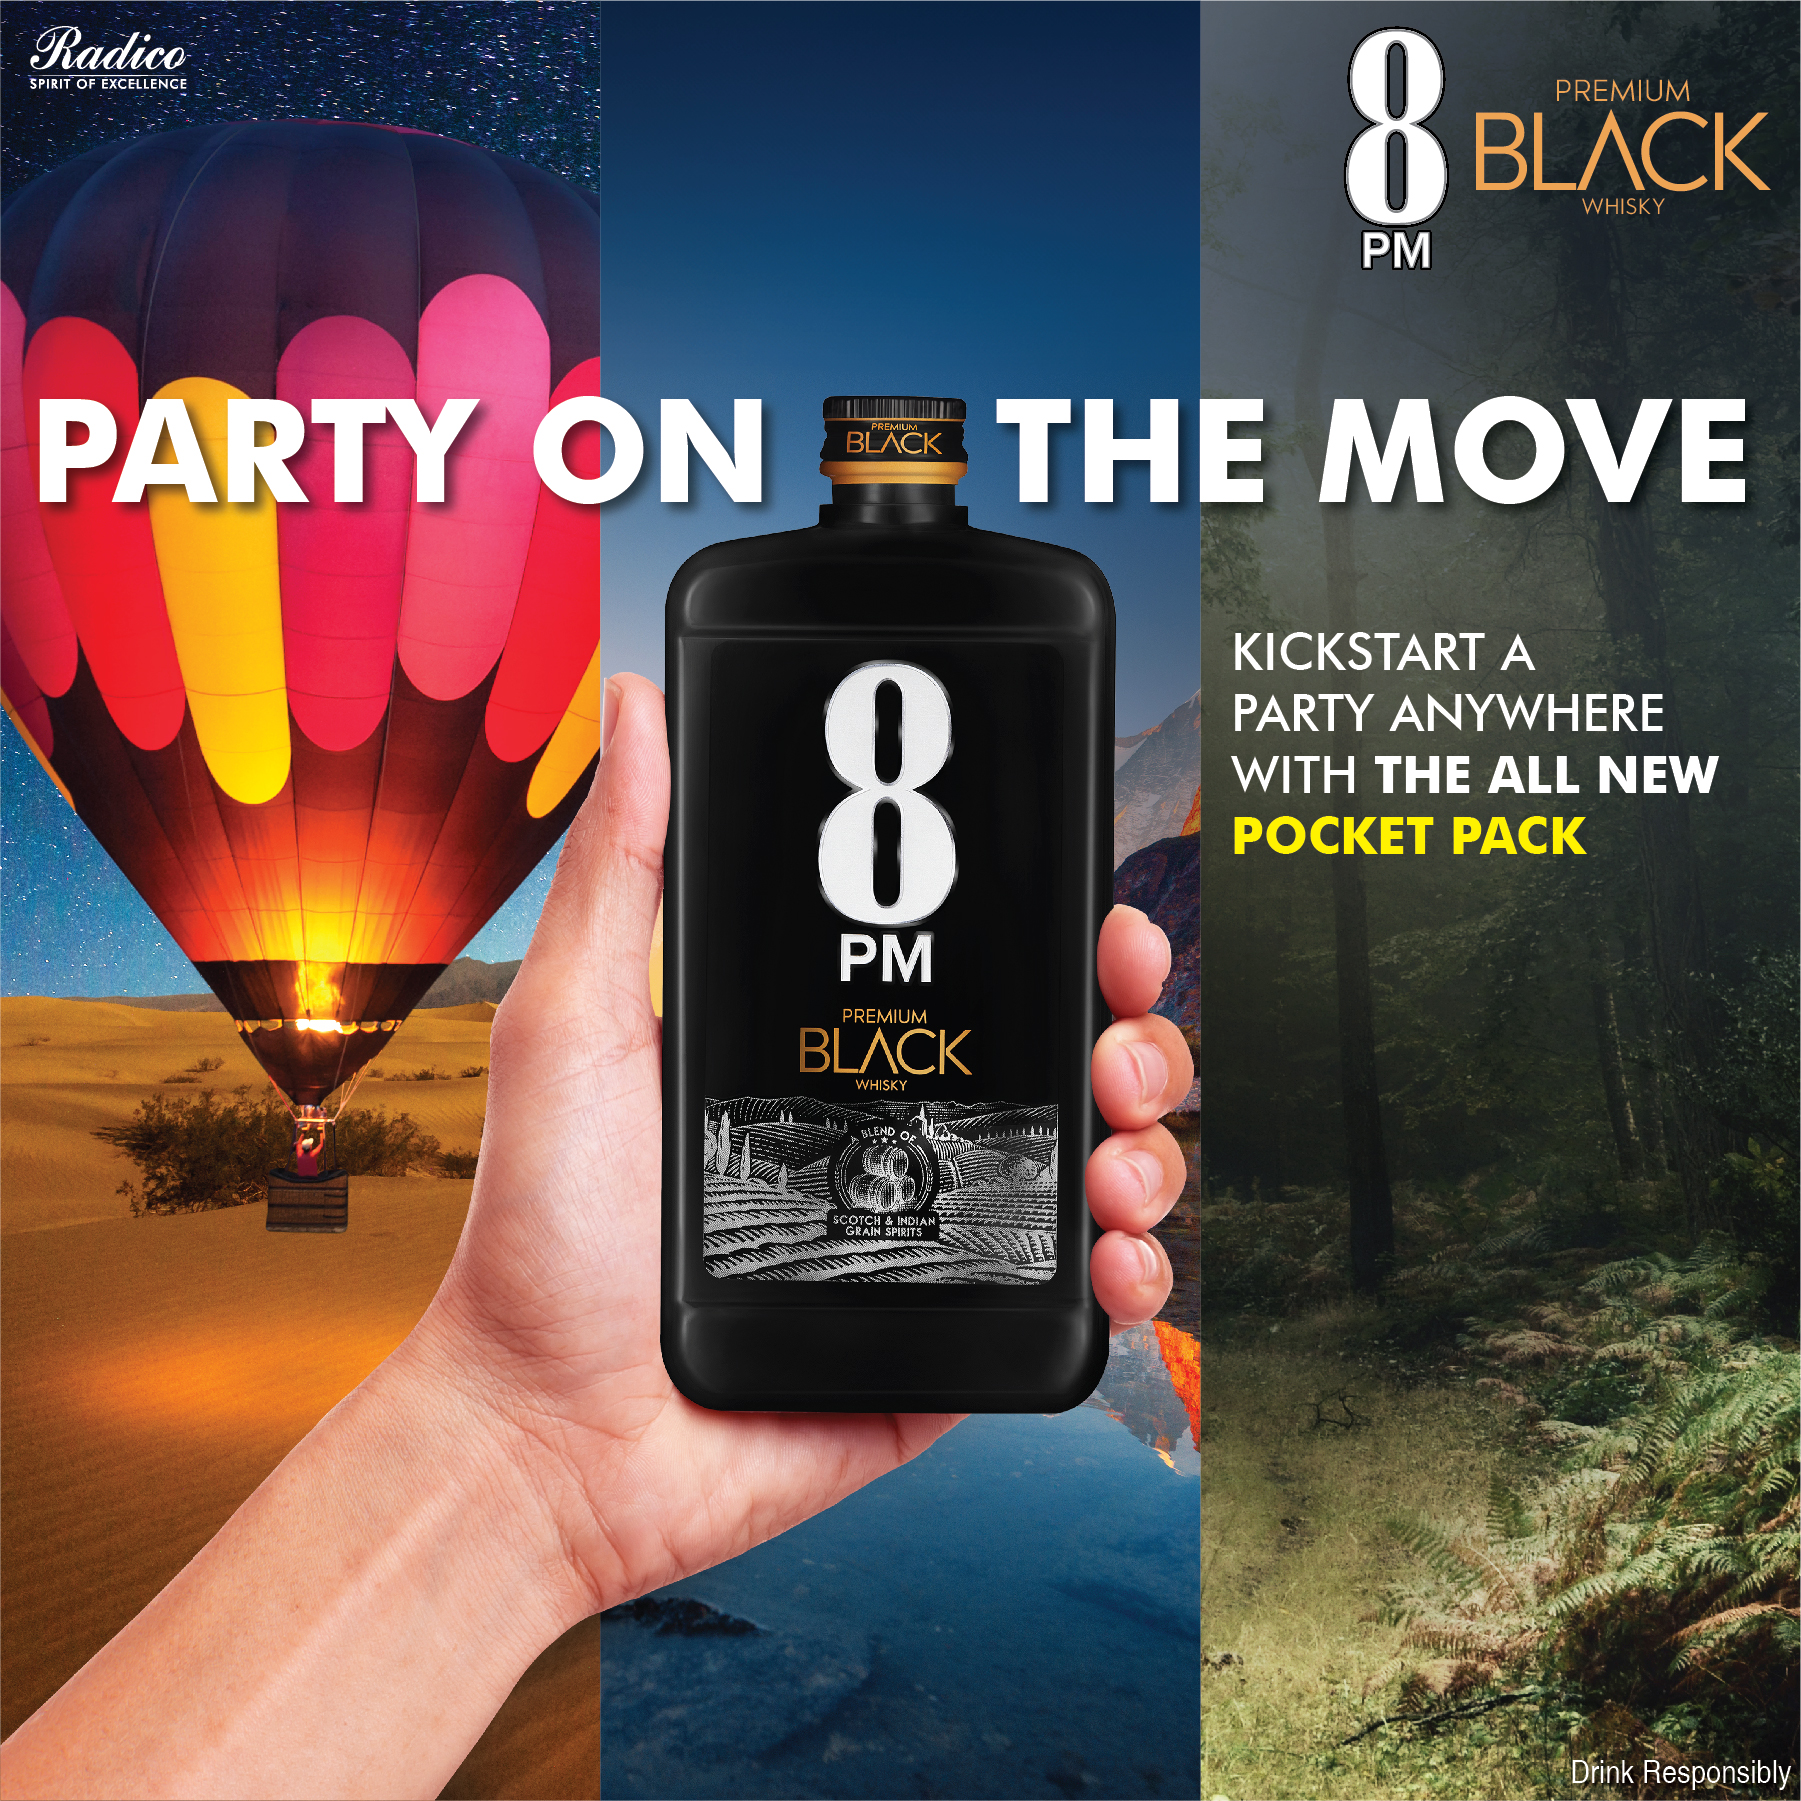 Radico
SPIRIT OF EXCELLENCE
8
PM
PREMIUM
BLACK
WHISKY
PARTY ON THE MOVE
PREMIUM
BLACK
KICKSTART A
PARTY ANYWHERE
WITH THE ALL NEW
POCKET PACK
8
PM
PREMIUM
BLACK
WHISKY
BLEND OF
SCOTCH & INDIAN
GRAIN SPIRITS
Drink Responsibly